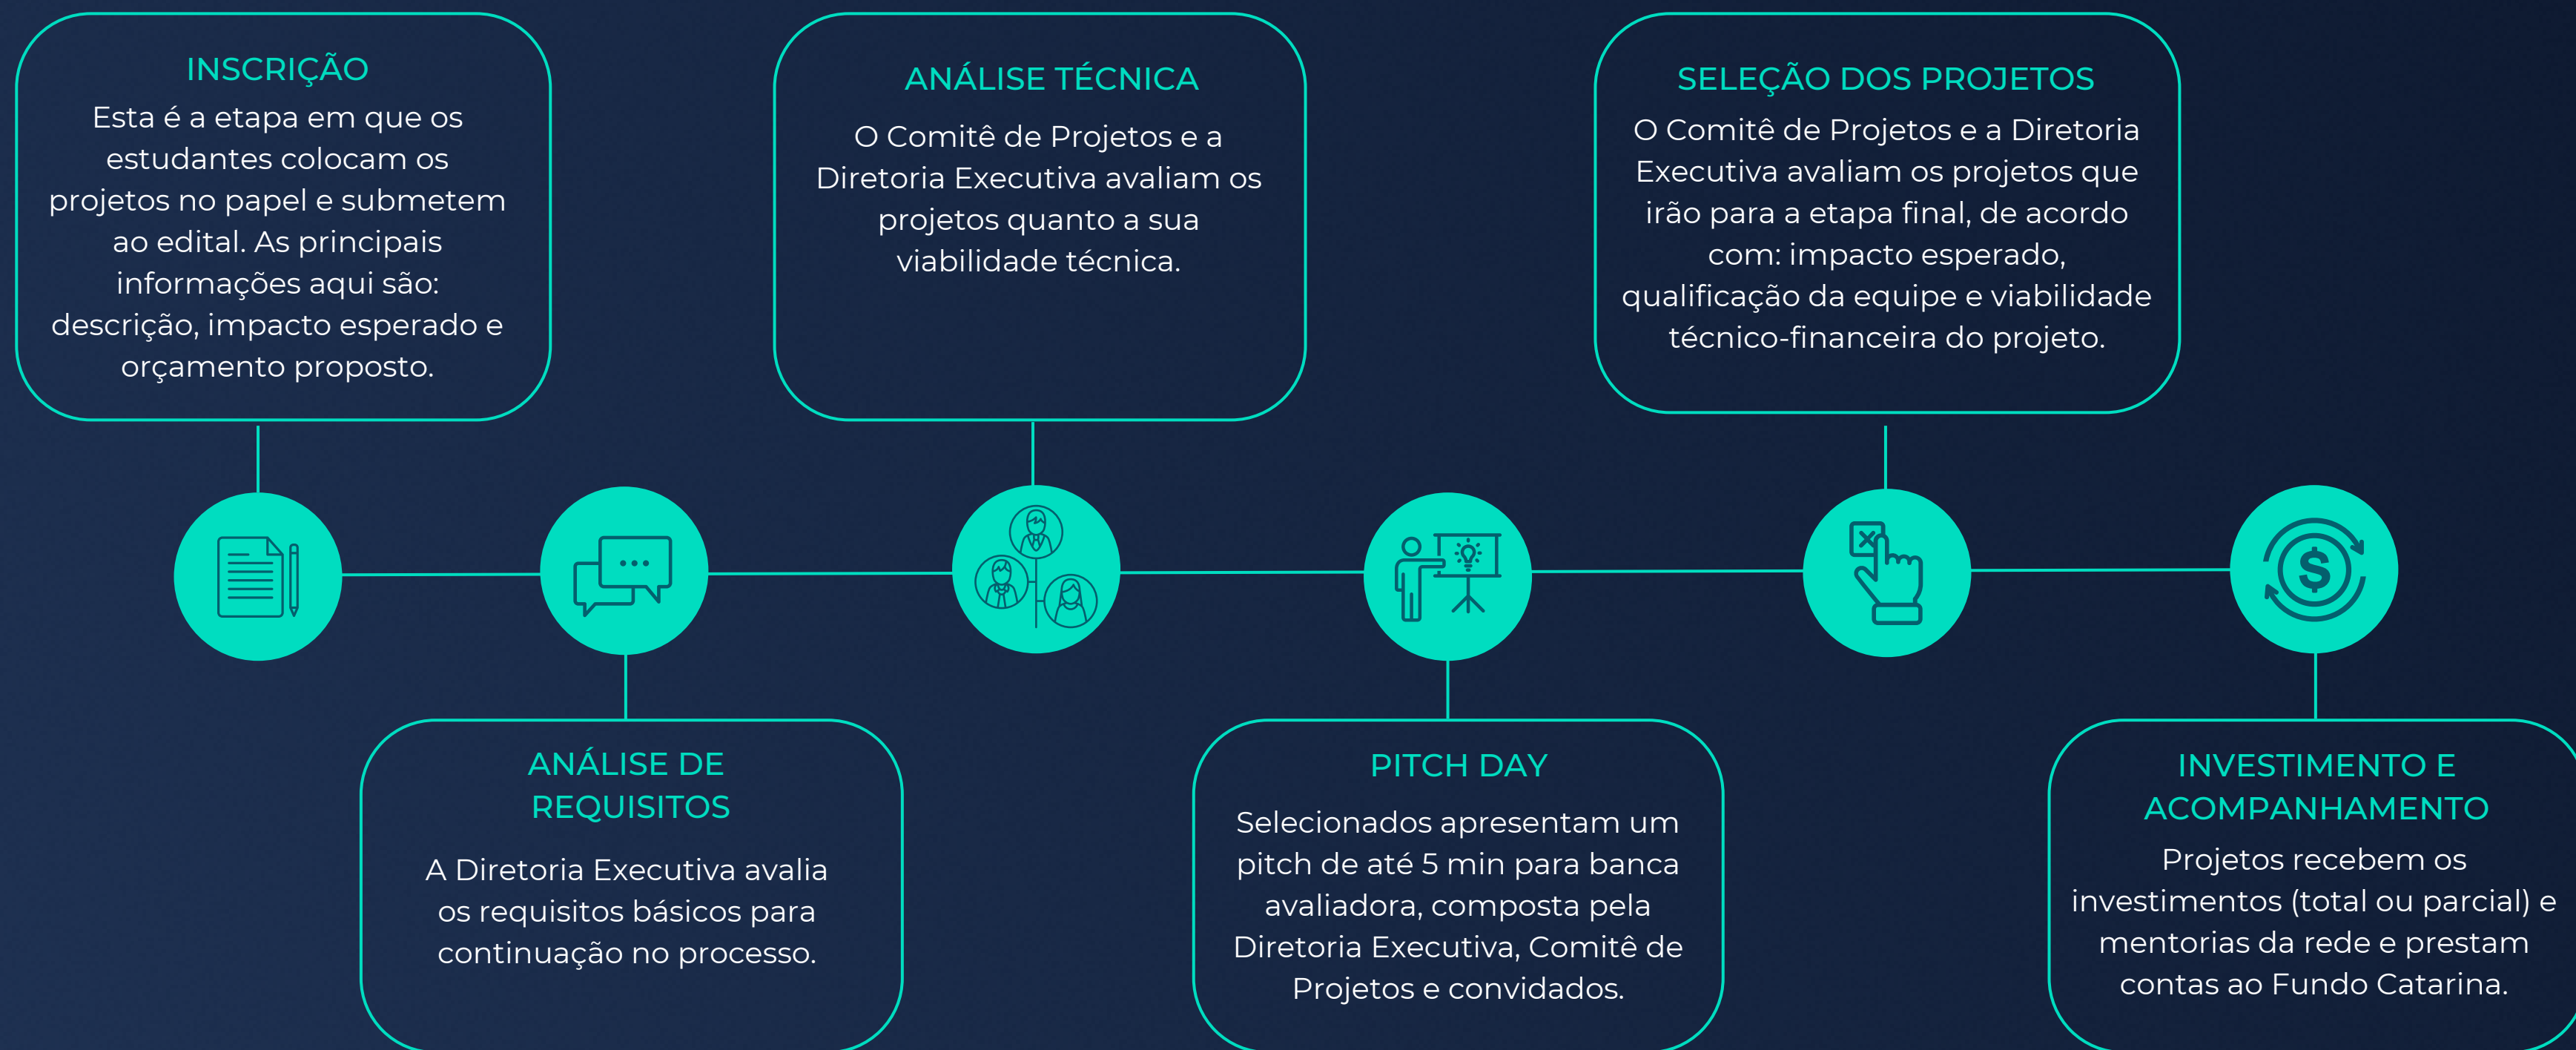 INSCRIÇÃO
Esta é a etapa em que os
estudantes colocam os
projetos no papel e submetem
ao edital. As principais
informações aqui são:
descrição, impacto esperado e
orçamento proposto.
ANÁLISE DE
REQUISITOS
A Diretoria Executiva avalia
os requisitos básicos para
continuação no processo.
ANÁLISE TÉCNICA
O Comitê de Projetos e a
Diretoria Executiva avaliam os
projetos quanto a sua
viabilidade técnica.
PITCH DAY
Selecionados apresentam um
pitch de até 5 min para banca
avaliadora, composta pela
Diretoria Executiva, Comitê de
Projetos e convidados.
SELEÇÃO DOS PROJETOS
O Comitê de Projetos e a Diretoria
Executiva avaliam os projetos que
irão para a etapa final, de acordo
com: impacto esperado,
qualificação da equipe e viabilidade
técnico-financeira do projeto.
$
INVESTIMENTO E
ACOMPANHAMENTO
Projetos recebem os
investimentos (total ou parcial) e
mentorias da rede e prestam
contas ao Fundo Catarina.